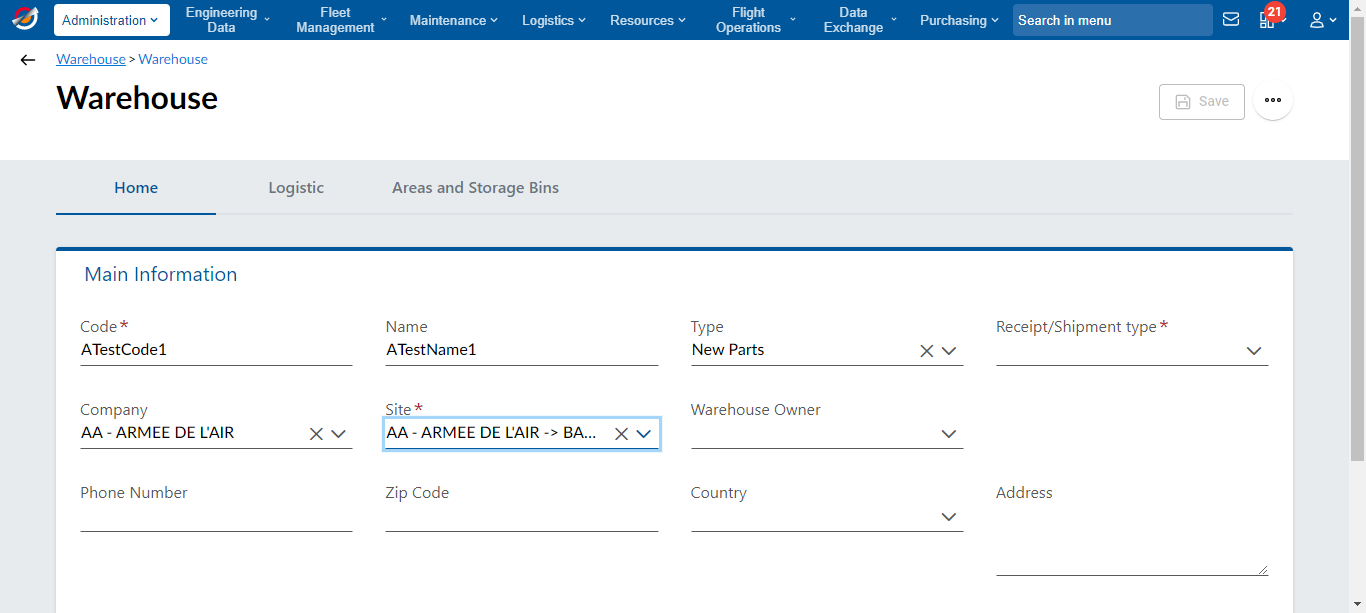 Administration
Engineering
Data
Fleet
Management
Maintenance
Logistics
Resources
Flight
Operations
Data
Exchange
Purchasing
Search in menu
21
Warehouse > Warehouse
Warehouse
Save
Home
Logistic
Areas and Storage Bins
Main Information
Code*
ATestCode1
Name
ATestName1
Type
New Parts
Receipt/Shipment type*
Company
AA - ARMEE DE L'AIR
Site*
AA - ARMEE DE L'AIR -> BA...
Warehouse Owner
Phone Number
Zip Code
Country
Address